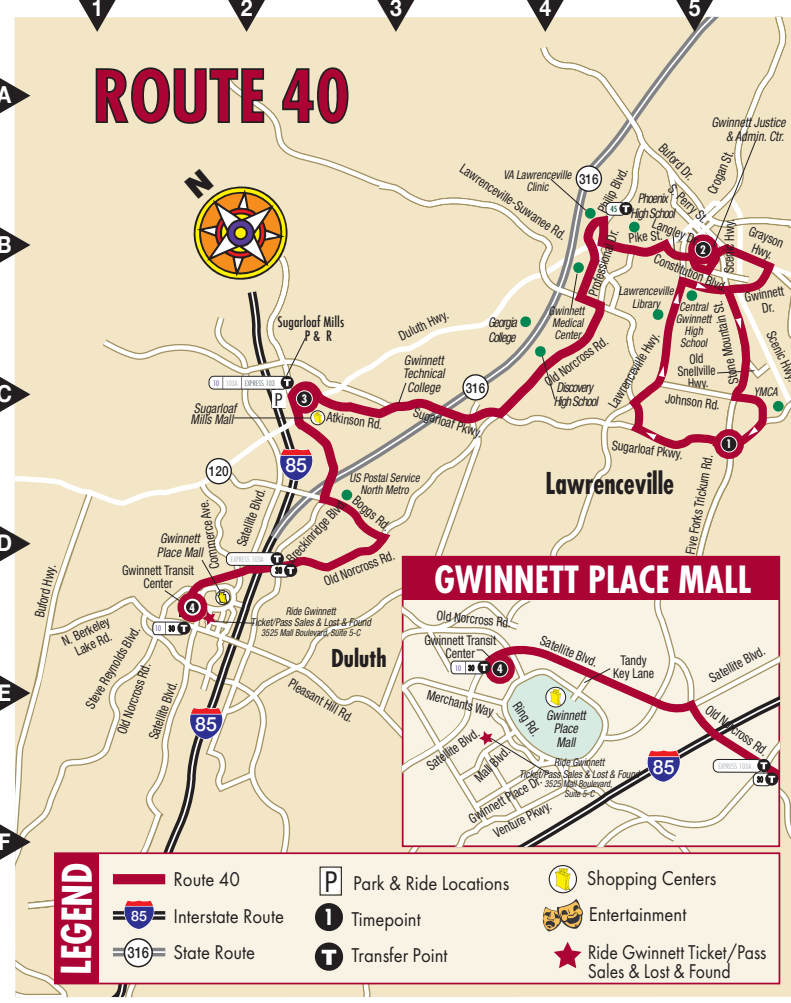 1 2 3 4 5
A
B
C
D
E
F
ROUTE 40
N
Gwinnett Justice
& Admin. Ctr.
316
Buford Dr.
Crogan St.
VA Lawrenceville
Clinic
Lawrenceville-Suwanee Rd.
Philip Blvd.
45 T
Phoenix
High School
S. Perry St.
Langley Dr.
Pike St.
2
Scenic Hwy.
Grayson
Hwy.
Professional Dr.
Constitution Blvd.
Gwinnett
Dr.
Lawrenceville
Library
Central
Gwinnett
High
School
Gwinnett
Medical
Center
Georgia
College
Duluth Hwy.
Sugarloaf Mills
P & R
Old Norcross Rd.
Lawrenceville Hwy.
Stone Mountain St.
Scenic Hwy.
Old
Snellville
Hwy.
Gwinnett
Technical
College
316
Discovery
High School
10 103A EXPRESS 103 T
P
3
Johnson Rd.
YMCA
Sugarloaf
Mills Mall
Atkinson Rd.
Sugarloaf Pkwy.
Sugarloaf Pkwy.
1
85
120
US Postal Service
North Metro
Lawrenceville
Five Forks Trickum Rd.
Commerce Ave.
Satellite Blvd.
Boggs Rd.
Breckinridge Blvd.
Gwinnett
Place Mall
EXPRESS 103A T
30 T
Old Norcross Rd.
Gwinnett Transit
Center
4
Buford Hwy.
10 30 T
Ride Gwinnett
Ticket/Pass Sales & Lost & Found
3525 Mall Boulevard, Suite 5-C
N. Berkeley
Lake Rd.
Steve Reynolds Blvd.
Old Norcross Rd.
Satellite Blvd.
Duluth
Pleasant Hill Rd.
85
GWINNETT PLACE MALL
Old Norcross Rd.
Gwinnett Transit
Center
10 30 T
4
Satellite Blvd.
Tandy
Key Lane
Satellite Blvd.
Merchants Way
Ring Rd.
Gwinnett
Place
Mall
Old Norcross Rd.
Satellite Blvd.
Mall Blvd.
Ride Gwinnett
Ticket/Pass Sales & Lost & Found
3525 Mall Boulevard,
Suite 5-C
85
EXPRESS 103A T
30 T
Gwinnett Place Dr.
Venture Pkwy.
LEGEND
Route 40
85 Interstate Route
316 State Route
P Park & Ride Locations
1 Timepoint
T Transfer Point
Shopping Centers
Entertainment
Ride Gwinnett Ticket/Pass
Sales & Lost & Found